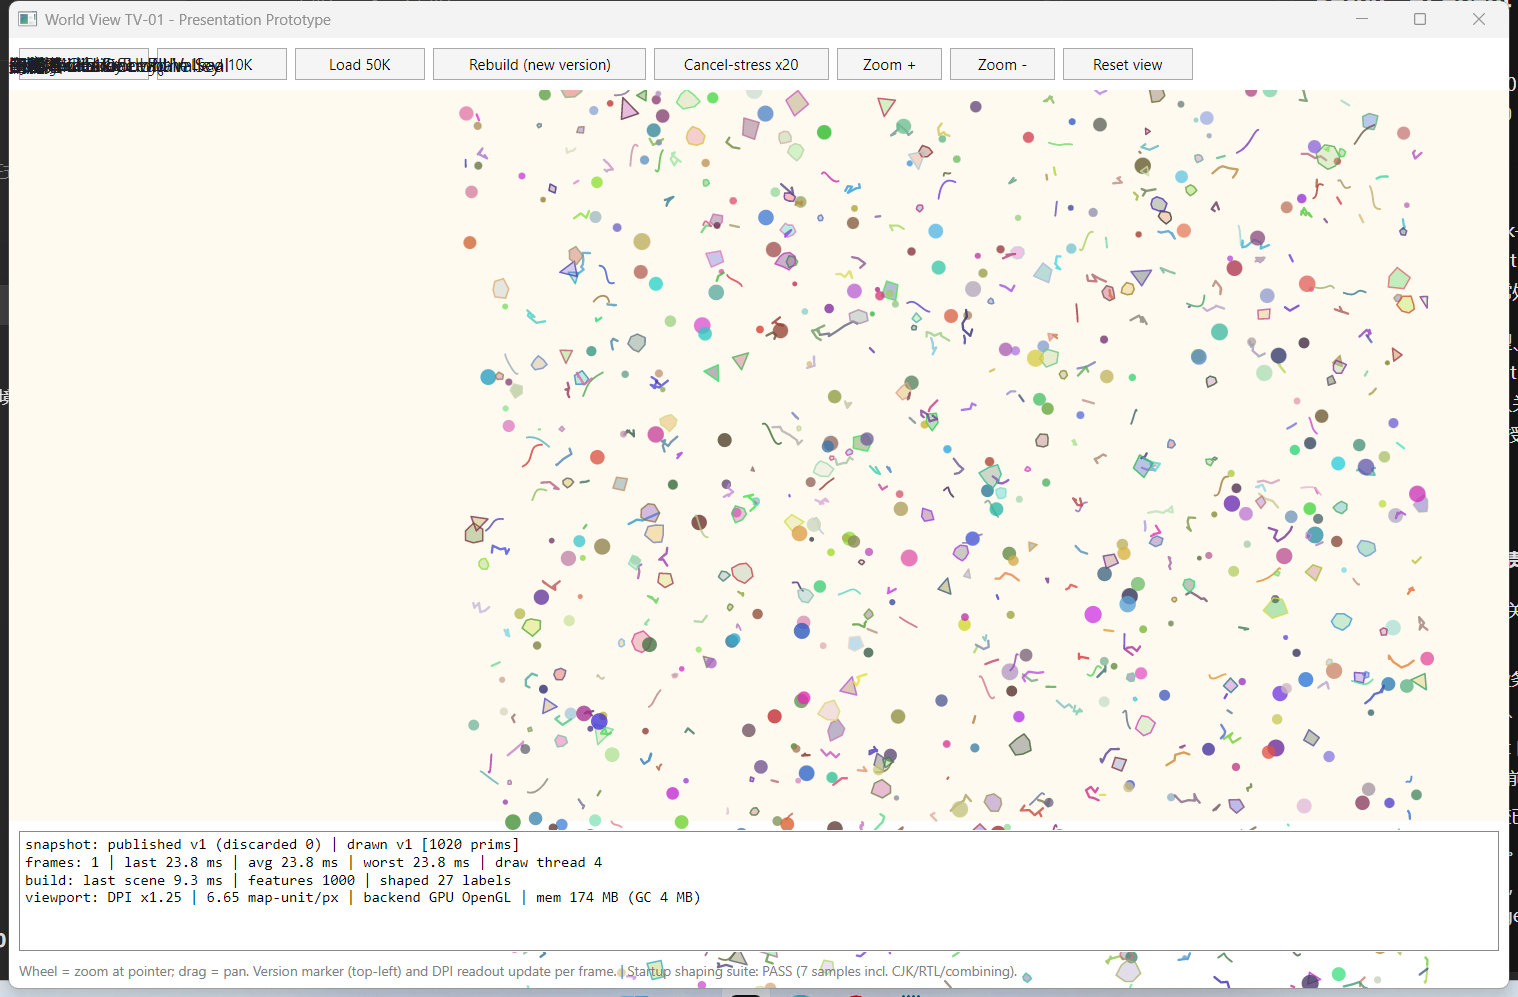 World View TV-01 - Presentation Prototype
10K
Load 50K
Rebuild (new version)
Cancel-stress x20
Zoom +
Zoom -
Reset view
snapshot: published v1 (discarded 0) | drawn v1 [1020 prims]
frames: 1 | last 23.8 ms | avg 23.8 ms | worst 23.8 ms | draw thread 4
build: last scene 9.3 ms | features 1000 | shaped 27 labels
viewport: DPI x1.25 | 6.65 map-unit/px | backend GPU OpenGL | mem 174 MB (GC 4 MB)
Wheel = zoom at pointer; drag = pan. Version marker (top-left) and DPI readout update per frame. | Startup shaping suite: PASS (7 samples incl. CJK/RTL/combining).